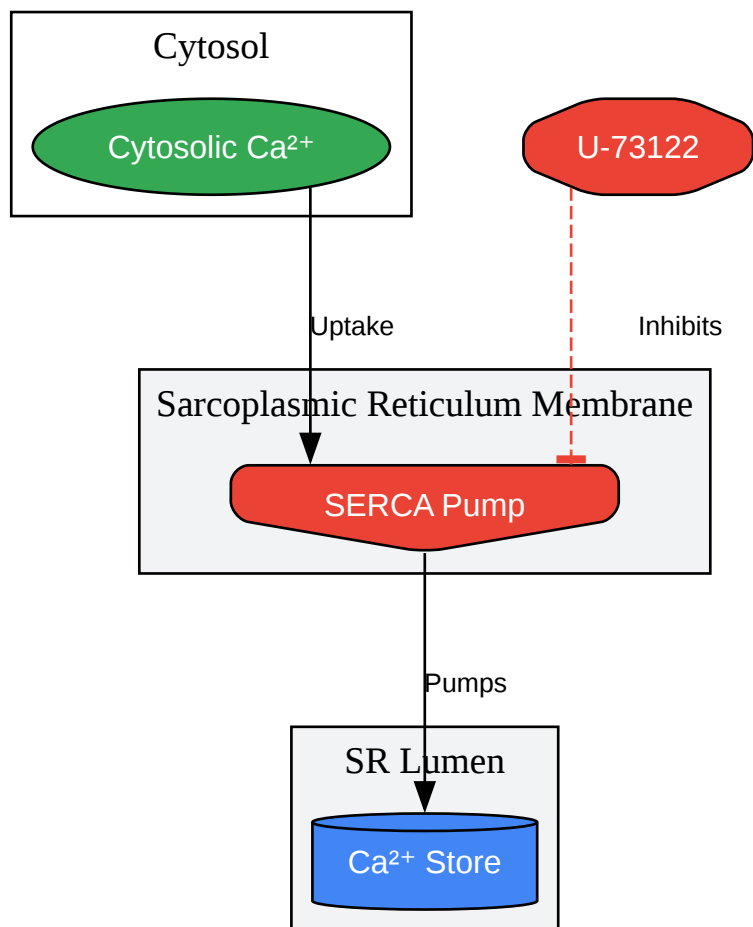 Cytosol
Cytosolic Ca²⁺
U-73122
Uptake
Inhibits
Sarcoplasmic Reticulum Membrane
SERCA Pump
Pumps
SR Lumen
Ca²⁺ Store